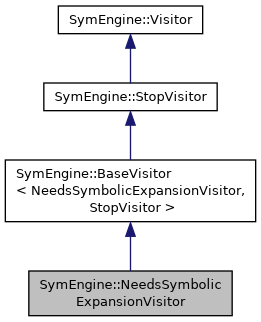 SymEngine::Visitor
SymEngine::StopVisitor
SymEngine::BaseVisitor
< NeedsSymbolicExpansionVisitor,
StopVisitor >
SymEngine::NeedsSymbolic
ExpansionVisitor